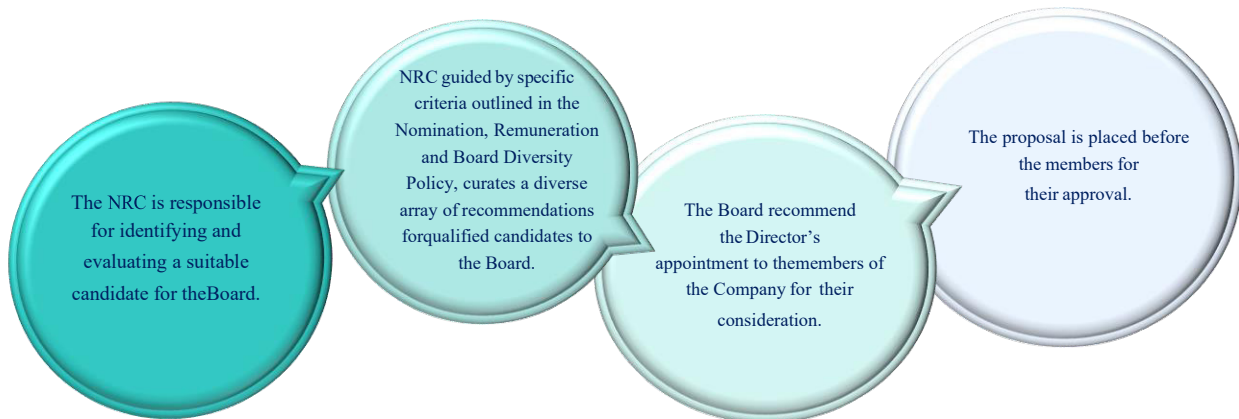 The NRC is responsible
for identifying and
evaluating a suitable
candidate for theBoard.
NRC guided by specific
criteria outlined in the
Nomination, Remuneration
and Board Diversity
Policy, curates a diverse
array of recommendations
forqualified candidates to
the Board.
The Board recommend
the Director’s
appointment to themembers of
the Company for their
consideration.
The proposal is placed before
the members for
their approval.